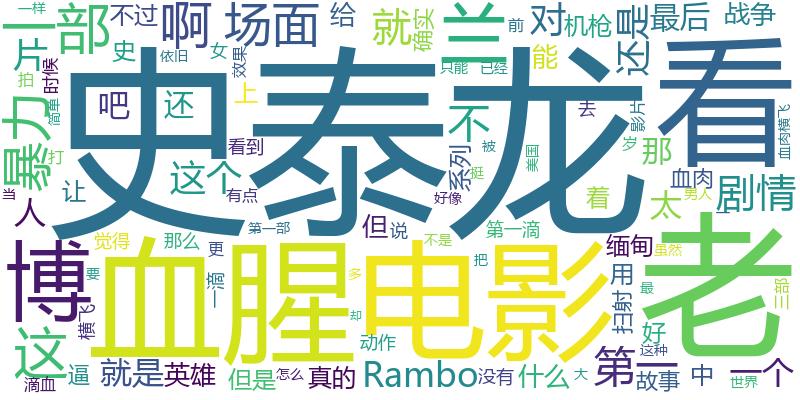 一样 不过 啊 场面 给 就 兰 对 机枪 前 还是 最后 战争
一部 史 依旧 女 效果 确实 只能 已经 能
片 拍 时候 简单 上 不 去 影片 看 血肉横飞
史泰龙
暴力 吧 还 看到 系列 被 岁 那
打 这个 有点 好像 挺 美国 血肉 剧情
当 让 着 太 男人
人 但 说 第一滴 一
博 觉得 那么 更 第一部 不是 缅甸 虽然 老
血腥 电影
要 一滴 多 把 用 最 三部
这 横飞 却 扫射 好
逼 动作 这种
滴血 就是 英雄 但是 怎么 真的 Rambo 没有 什么 大 第一 故事 中 世界 一个